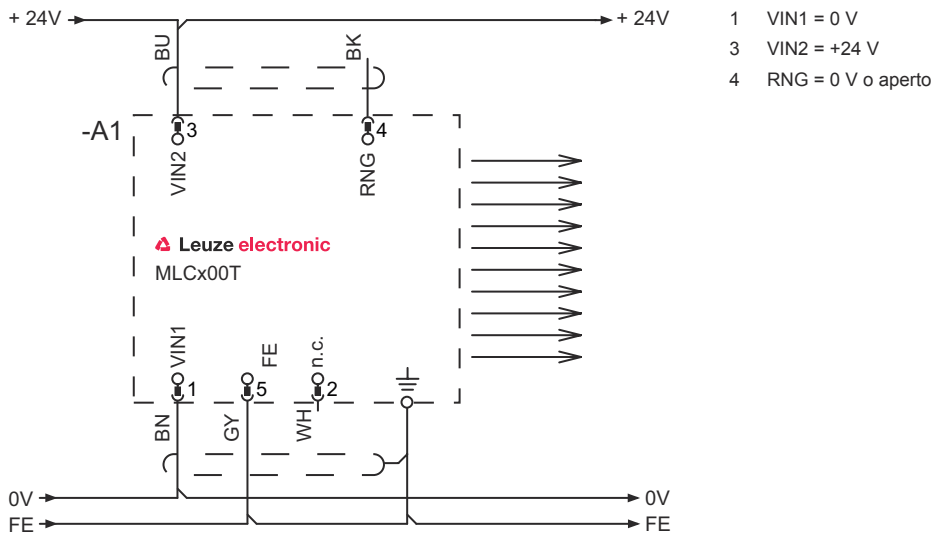 + 24V
+ 24V
1 VIN1 = 0 V
3 VIN2 = +24 V
4 RNG = 0 V o aperto
BU
BK
-A1
3
4
VIN2
RNG
Leuze electronic
MLCx00T
VIN1
FE
n.c.
1
5
2
BN
GY
WH
0V
0V
FE
FE